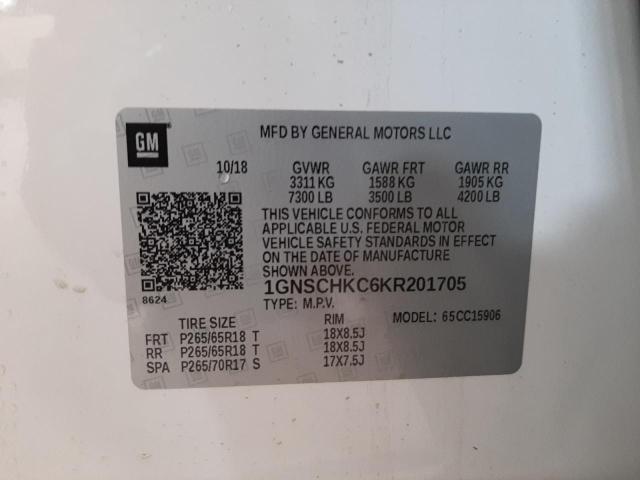 GM
MFD BY GENERAL MOTORS LLC
10/18 GVWR GAWR FRT GAWR RR
3311 KG 1588 KG 1905 KG
7300 LB 3500 LB 4200 LB
THIS VEHICLE CONFORMS TO ALL
APPLICABLE U.S. FEDERAL MOTOR
VEHICLE SAFETY STANDARDS IN EFFECT
ON THE DATE OF MANUFACTURE
SHOWN ABOVE.
8624
1GNSCHKC6KR201705
TYPE: M.P.V. MODEL: 65CC15906
TIRE SIZE RIM
FRT P265/65R18 T 18X8.5J
RR P265/65R18 T 18X8.5J
SPA P265/70R17 S 17X7.5J